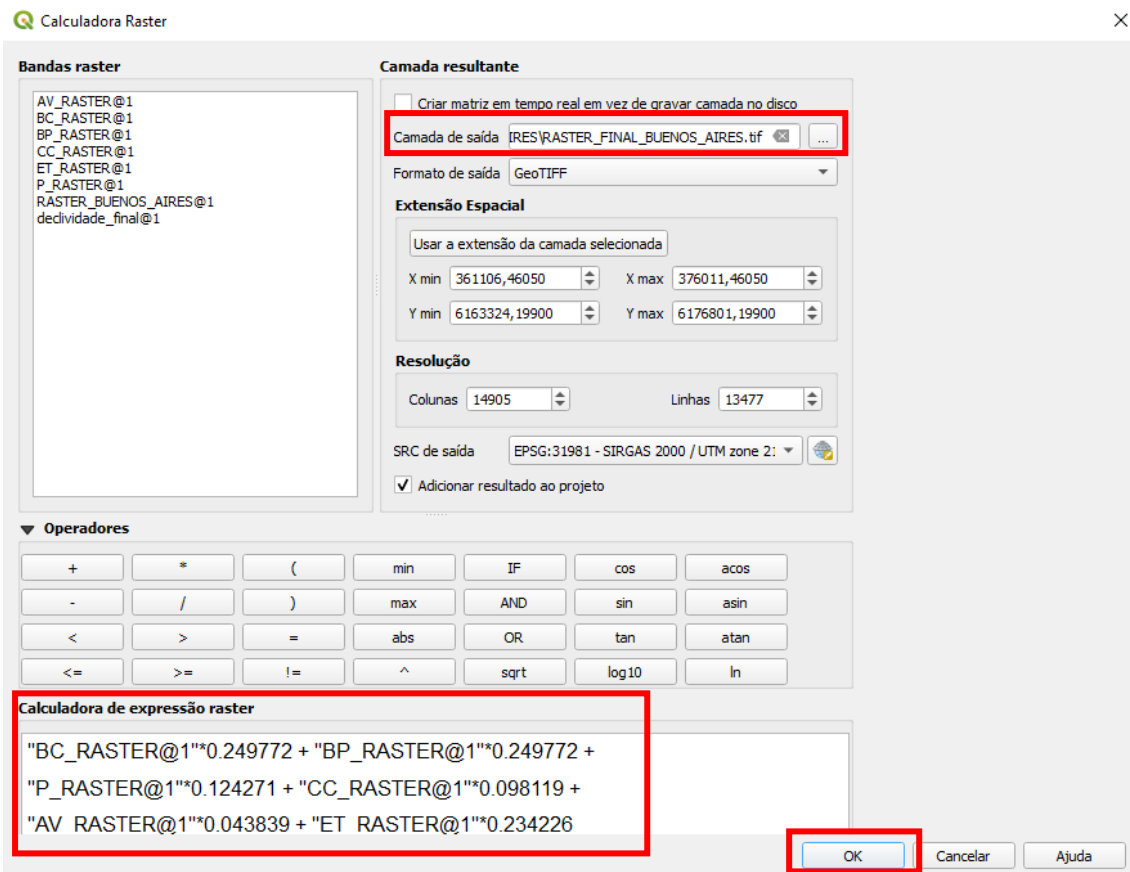 Calculadora Raster
Bandas raster
AV_RASTER@1
BC_RASTER@1
BP_RASTER@1
CC_RASTER@1
ET_RASTER@1
P_RASTER@1
RASTER_BUENOS_AIRES@1
declividade_final@1
Camada resultante
Criar matriz em tempo real em vez de gravar camada no disco
Camada de saída IRES\RASTER_FINAL_BUENOS_AIRES.tif ...
Formato de saída GeoTIFF
Extensão Espacial
Usar a extensão da camada selecionada
X min 361106,46050 X max 376011,46050
Y min 6163324,19900 Y max 6176801,19900
Resolução
Colunas 14905 Linhas 13477
SRC de saída EPSG:31981 - SIRGAS 2000 / UTM zone 21
Adicionar resultado ao projeto
Operadores
+ * ( min IF cos acos
- / ) max AND sin asin
< > = abs OR tan atan
<= >= != ^ sqrt log10 ln
Calculadora de expressão raster
"BC_RASTER@1"*0.249772 + "BP_RASTER@1"*0.249772 +
"P_RASTER@1"*0.124271 + "CC_RASTER@1"*0.098119 +
"AV_RASTER@1"*0.043839 + "ET_RASTER@1"*0.234226
OK Cancelar Ajuda